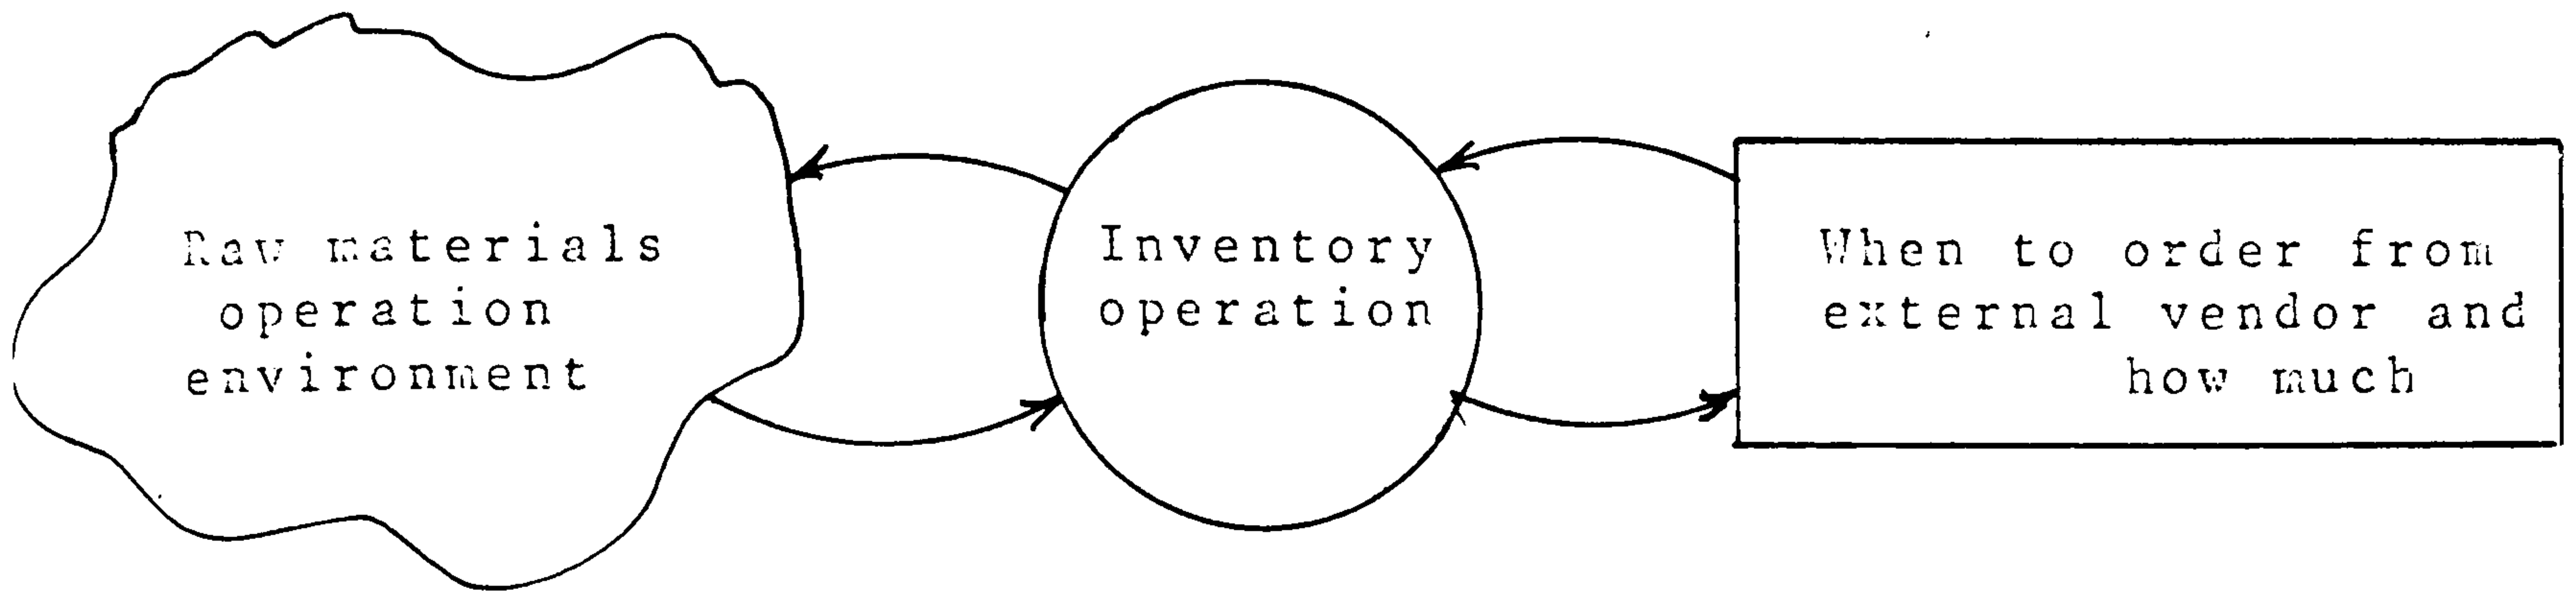 Raw materials
operation
environment
Inventory
operation
When to order from
external vendor and
how much